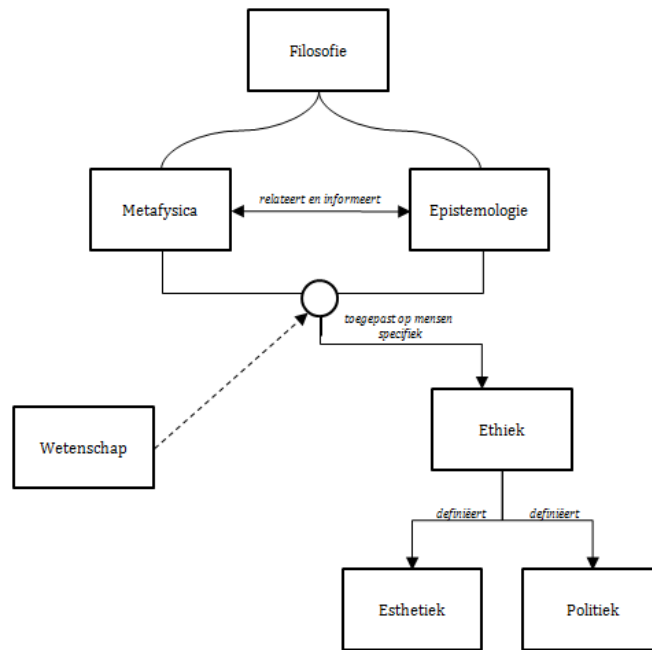 Filosofie
Metafysica
relateert en informeert
Epistemologie
toegepast op mensen
specifiek
Wetenschap
Ethiek
definiëert
definiëert
Esthetiek
Politiek